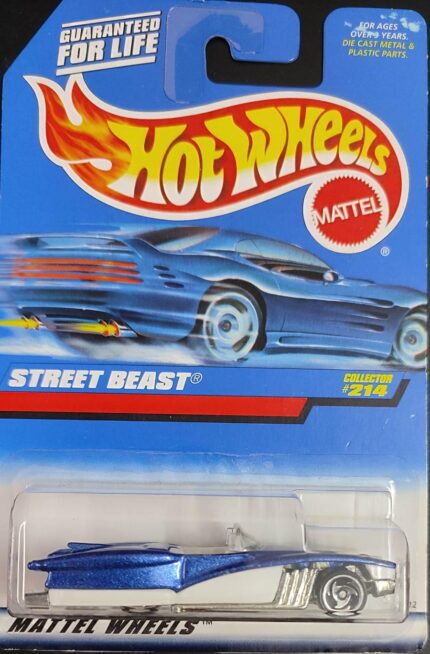 GUARANTEED
FOR LIFE
FOR AGES
OVER 3 YEARS.
DIE CAST METAL &
PLASTIC PARTS.
HOT WHEELS
MATTEL
®
STREET BEAST®
COLLECTOR
#214
MATTEL WHEELS™